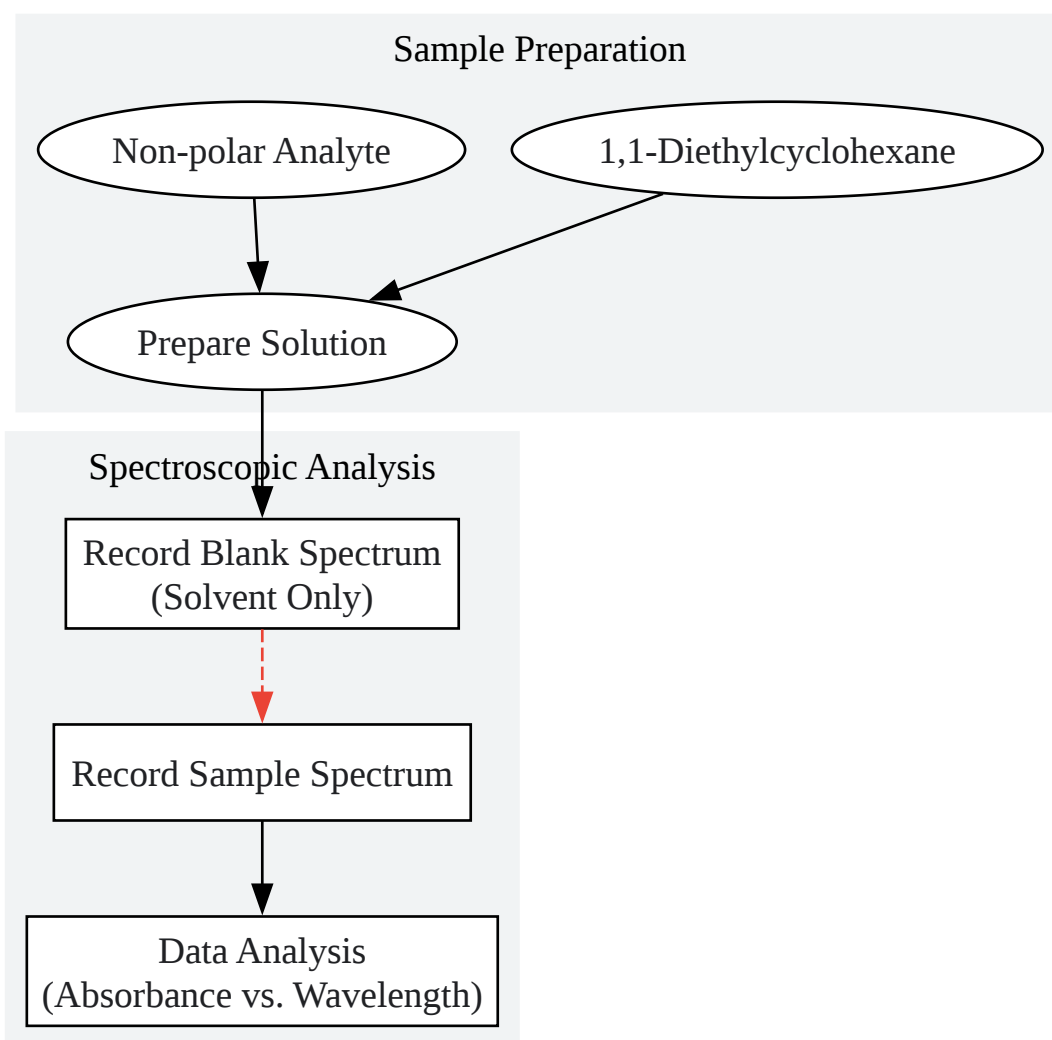 Sample Preparation
Non-polar Analyte
1,1-Diethylcyclohexane
Prepare Solution
Spectroscopic Analysis
Record Blank Spectrum
(Solvent Only)
Record Sample Spectrum
Data Analysis
(Absorbance vs. Wavelength)